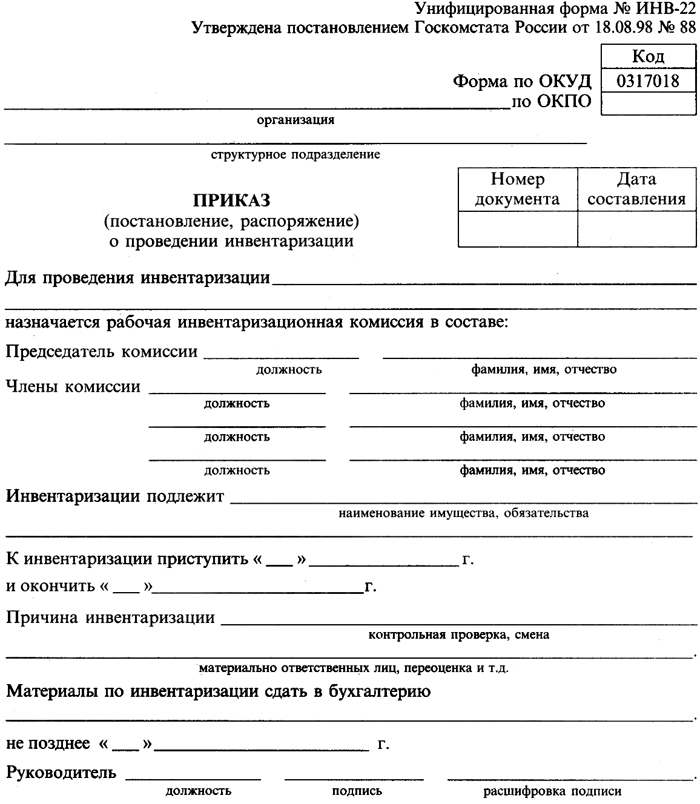 Унифицированная форма № ИНВ-22
Утверждена постановлением Госкомстата России от 18.08.98 № 88
Код
Форма по ОКУД 0317018
по ОКПО
организация
структурное подразделение
Номер документа
Дата составления
ПРИКАЗ
(постановление, распоряжение)
о проведении инвентаризации
Для проведения инвентаризации
назначается рабочая инвентаризационная комиссия в составе:
Председатель комиссии
должность фамилия, имя, отчество
Члены комиссии
должность фамилия, имя, отчество
должность фамилия, имя, отчество
должность фамилия, имя, отчество
Инвентаризации подлежит
наименование имущества, обязательства
К инвентаризации приступить « ___ »_______________ г.
и окончить « ___ »_____________________г.
Причина инвентаризации
контрольная проверка, смена
материально ответственных лиц, переоценка и т.д.
Материалы по инвентаризации сдать в бухгалтерию
не позднее « ___ »_____________________ г.
Руководитель
должность подпись расшифровка подписи